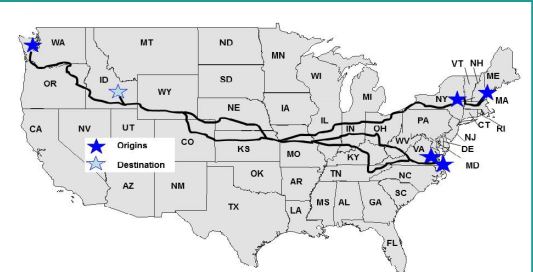 WA
MT
ND
MN
VT NH
ME
OR
ID
SD
WI
MI
NY
MA
WY
NE
IA
CT RI
PA
NJ
CA
NV
UT
CO
IL
IN
OH
WV
VA
DE
MD
KS
MO
KY
Origins
Destination
OK
TN
NC
AZ
NM
AR
SC
MS
AL
GA
TX
LA
FL